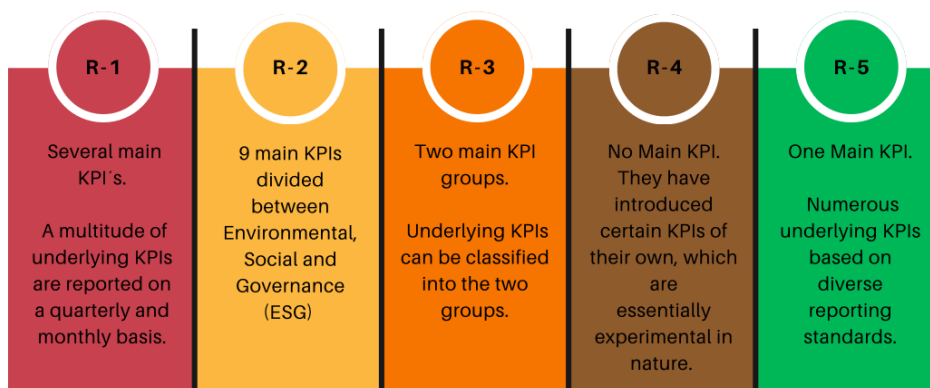 R-1
Several main
KPI´s.
A multitude of
underlying KPIs
are reported on
a quarterly and
monthly basis.
R-2
9 main KPIs
divided
between
Environmental,
Social and
Governance
(ESG)
R-3
Two main KPI
groups.
Underlying KPIs
can be classified
into the two
groups.
R-4
No Main KPI.
They have
introduced
certain KPIs of
their own, which
are
essentially
experimental in
nature.
R-5
One Main KPI.
Numerous
underlying KPIs
based on
diverse
reporting
standards.